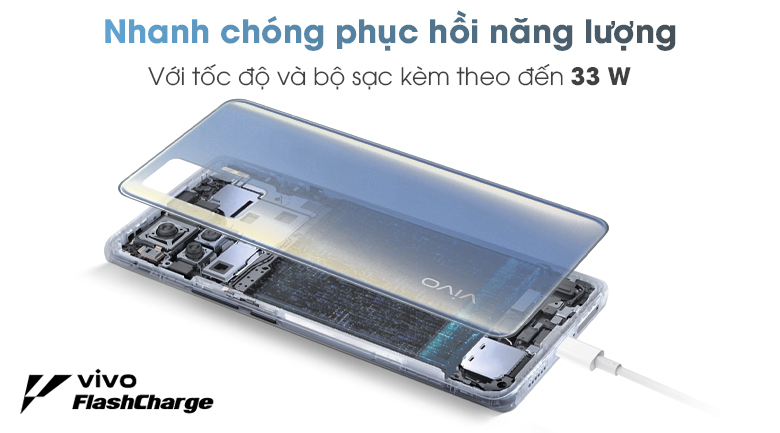 Nhanh chóng phục hồi năng lượng
Với tốc độ và bộ sạc kèm theo đến 33 W
vivo
vivo
FlashCharge